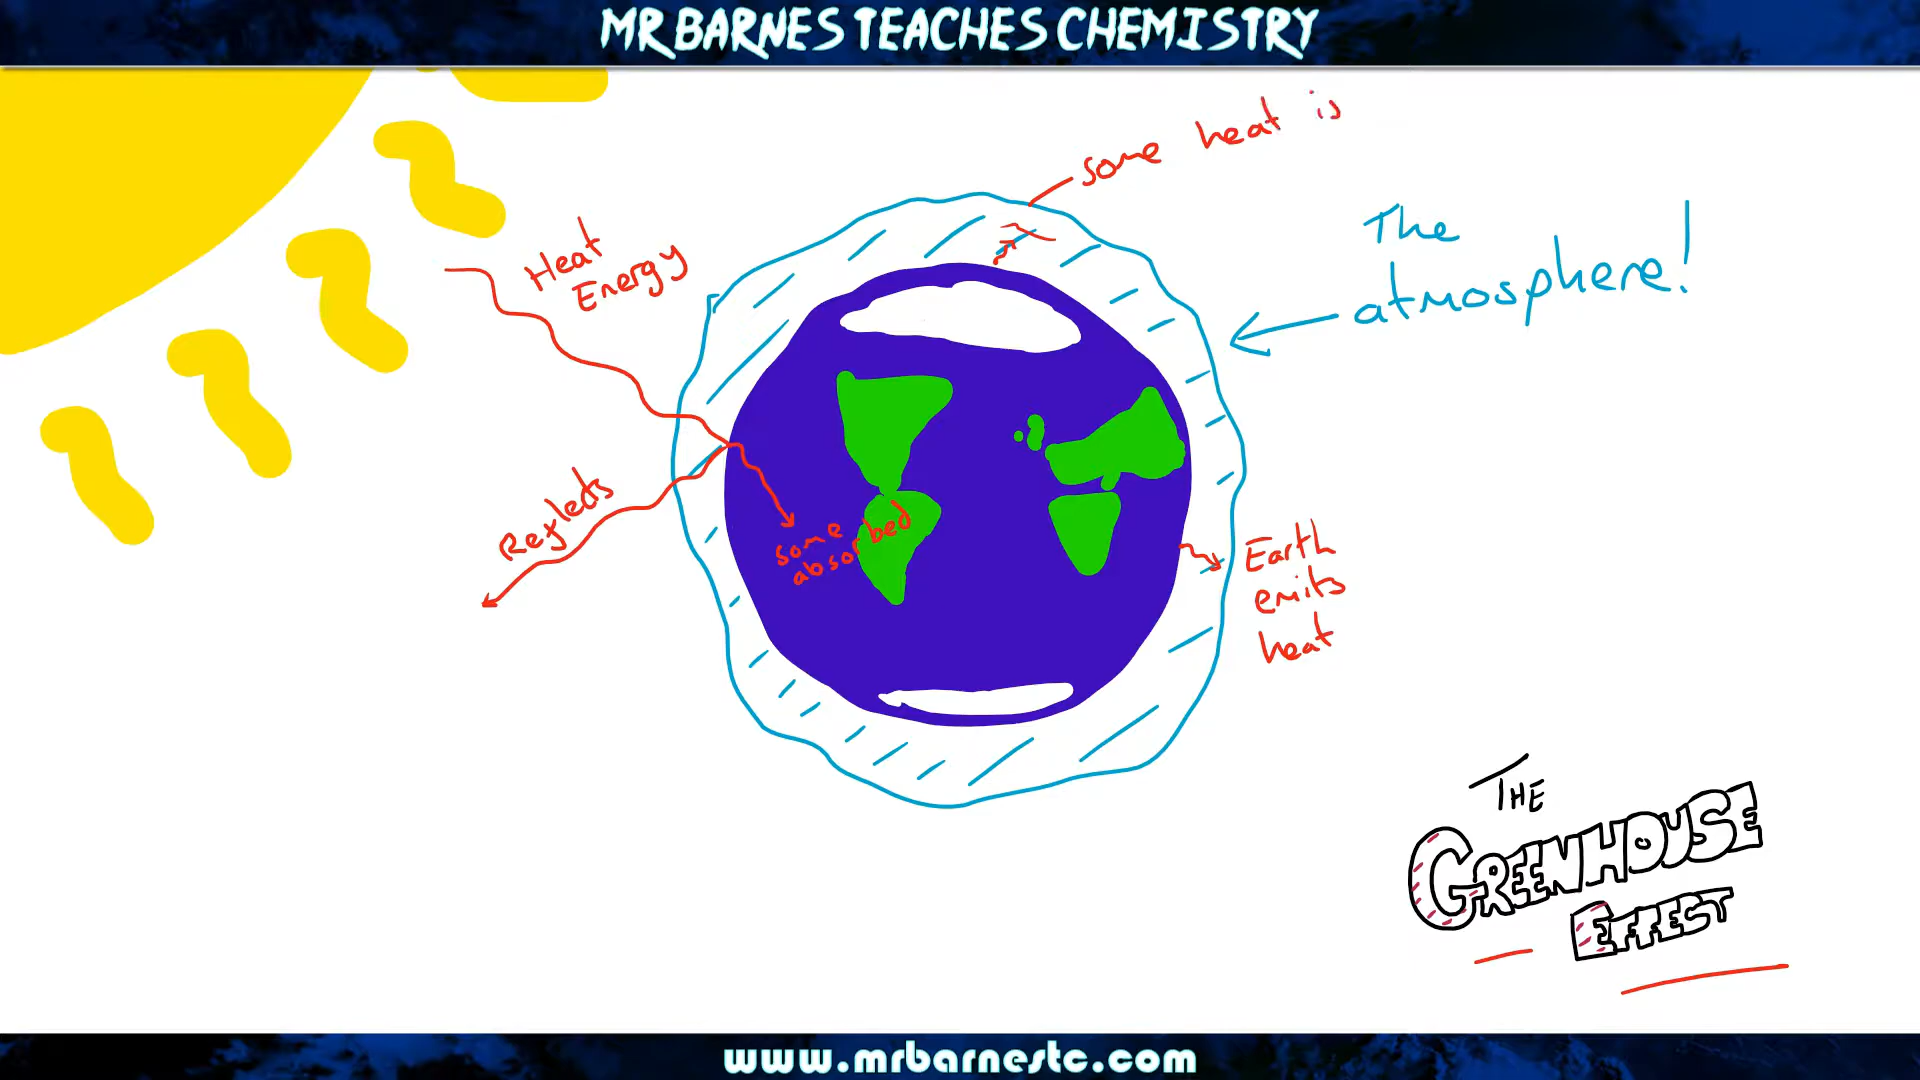 MR BARNES TEACHES CHEMISTRY
some heat is
The
atmosphere!
Heat
Energy
Reflects
some
absorbed
Earth
emits
heat
THE
GREENHOUSE
EFFECT
www.mrbarnestc.com